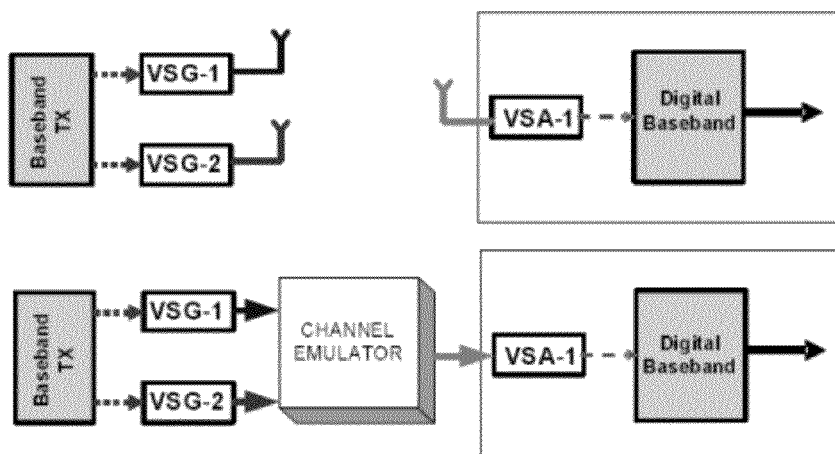 Baseband
TX
VSG-1
VSG-2
VSA-1
Digital
Baseband
Baseband
TX
VSG-1
VSG-2
CHANNEL
EMULATOR
VSA-1
Digital
Baseband